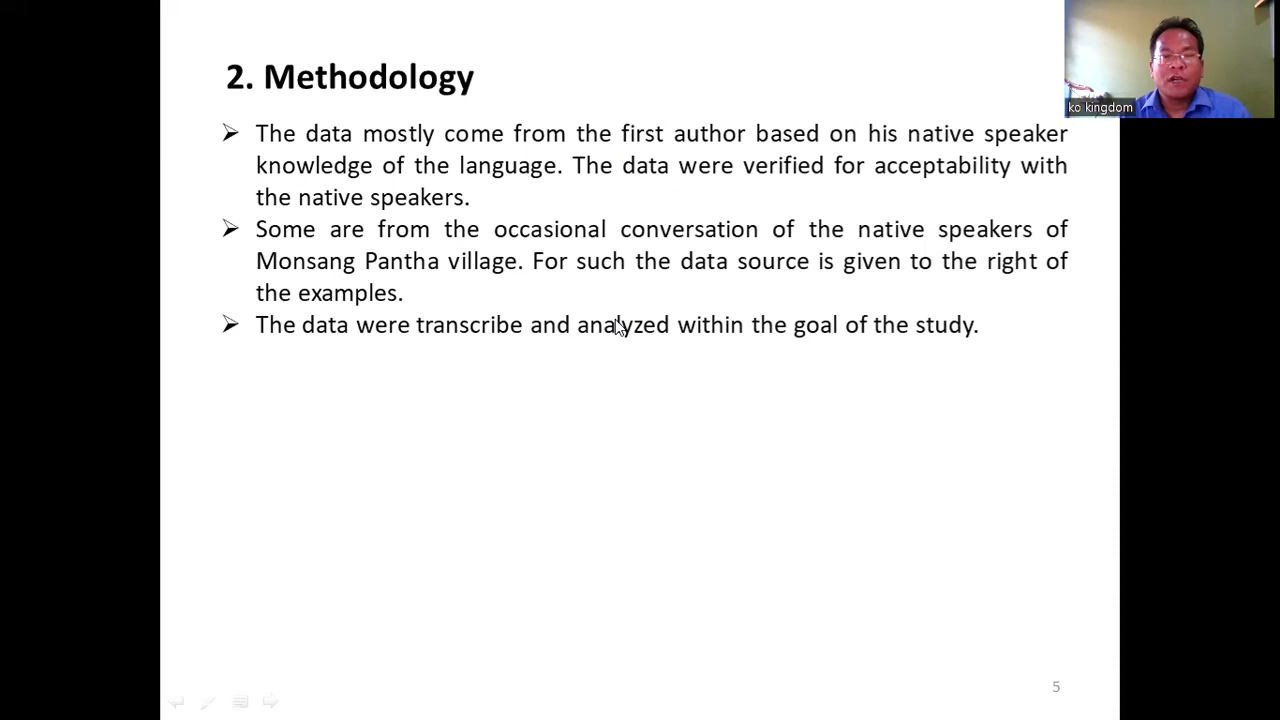 2. Methodology
ko kingdom
➢ The data mostly come from the first author based on his native speaker
knowledge of the language. The data were verified for acceptability with
the native speakers.
➢ Some are from the occasional conversation of the native speakers of
Monsang Pantha village. For such the data source is given to the right of
the examples.
➢ The data were transcribe and analyzed within the goal of the study.
5